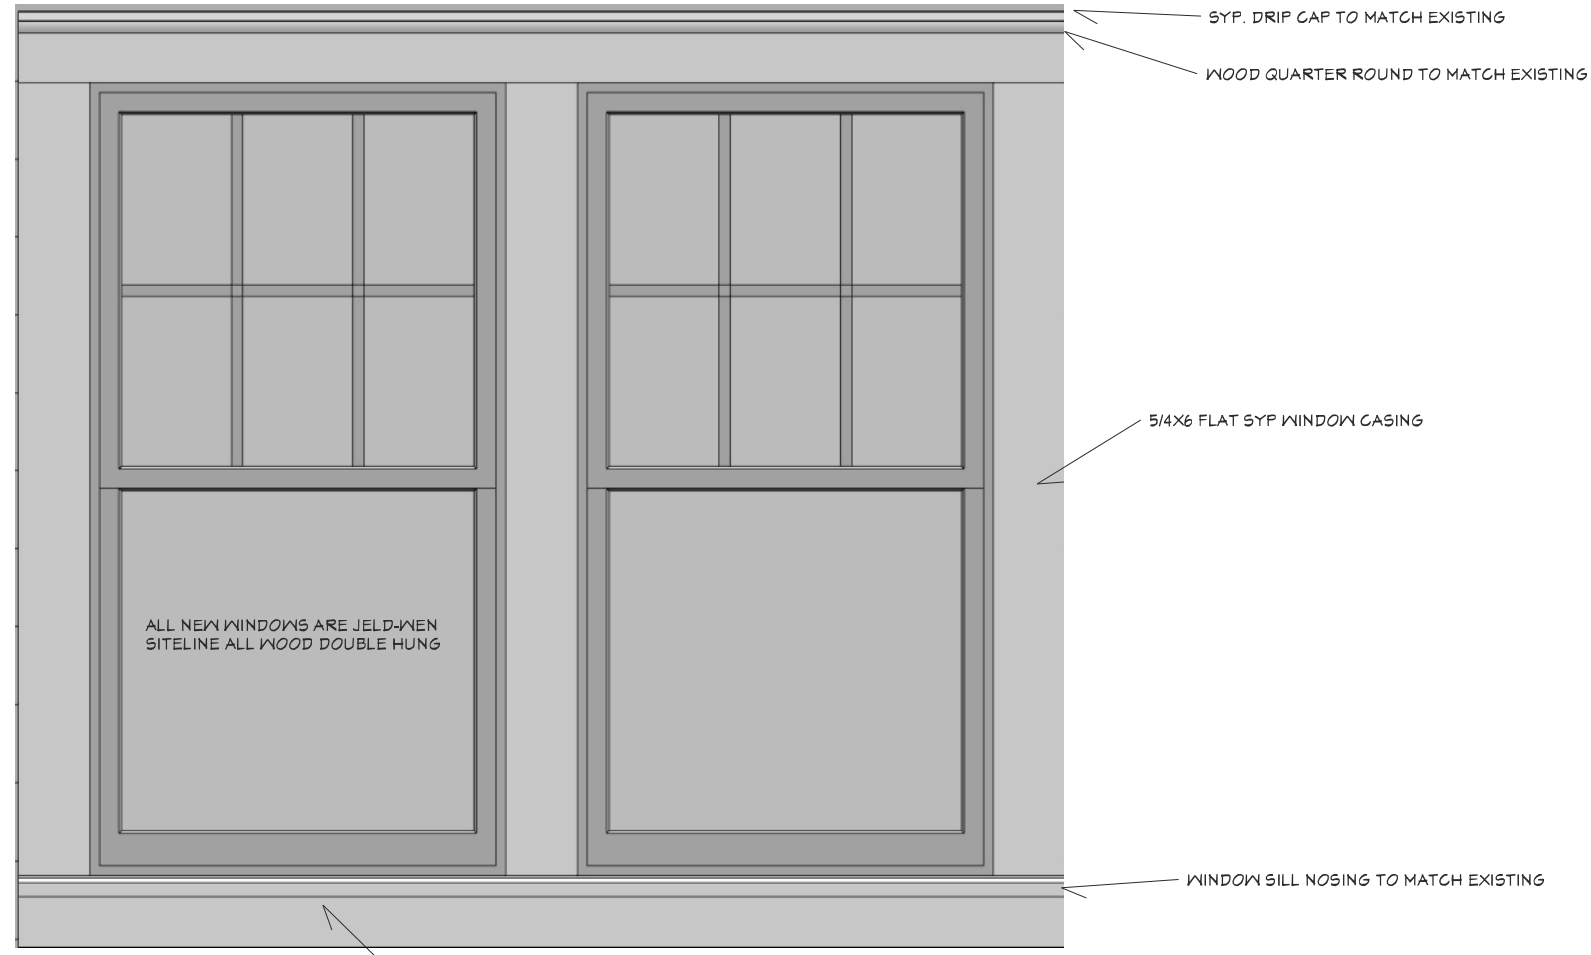 SYP. DRIP CAP TO MATCH EXISTING
WOOD QUARTER ROUND TO MATCH EXISTING
5/4X6 FLAT SYP WINDOW CASING
ALL NEW WINDOWS ARE JELD-WEN
SITELINE ALL WOOD DOUBLE HUNG
WINDOW SILL NOSING TO MATCH EXISTING